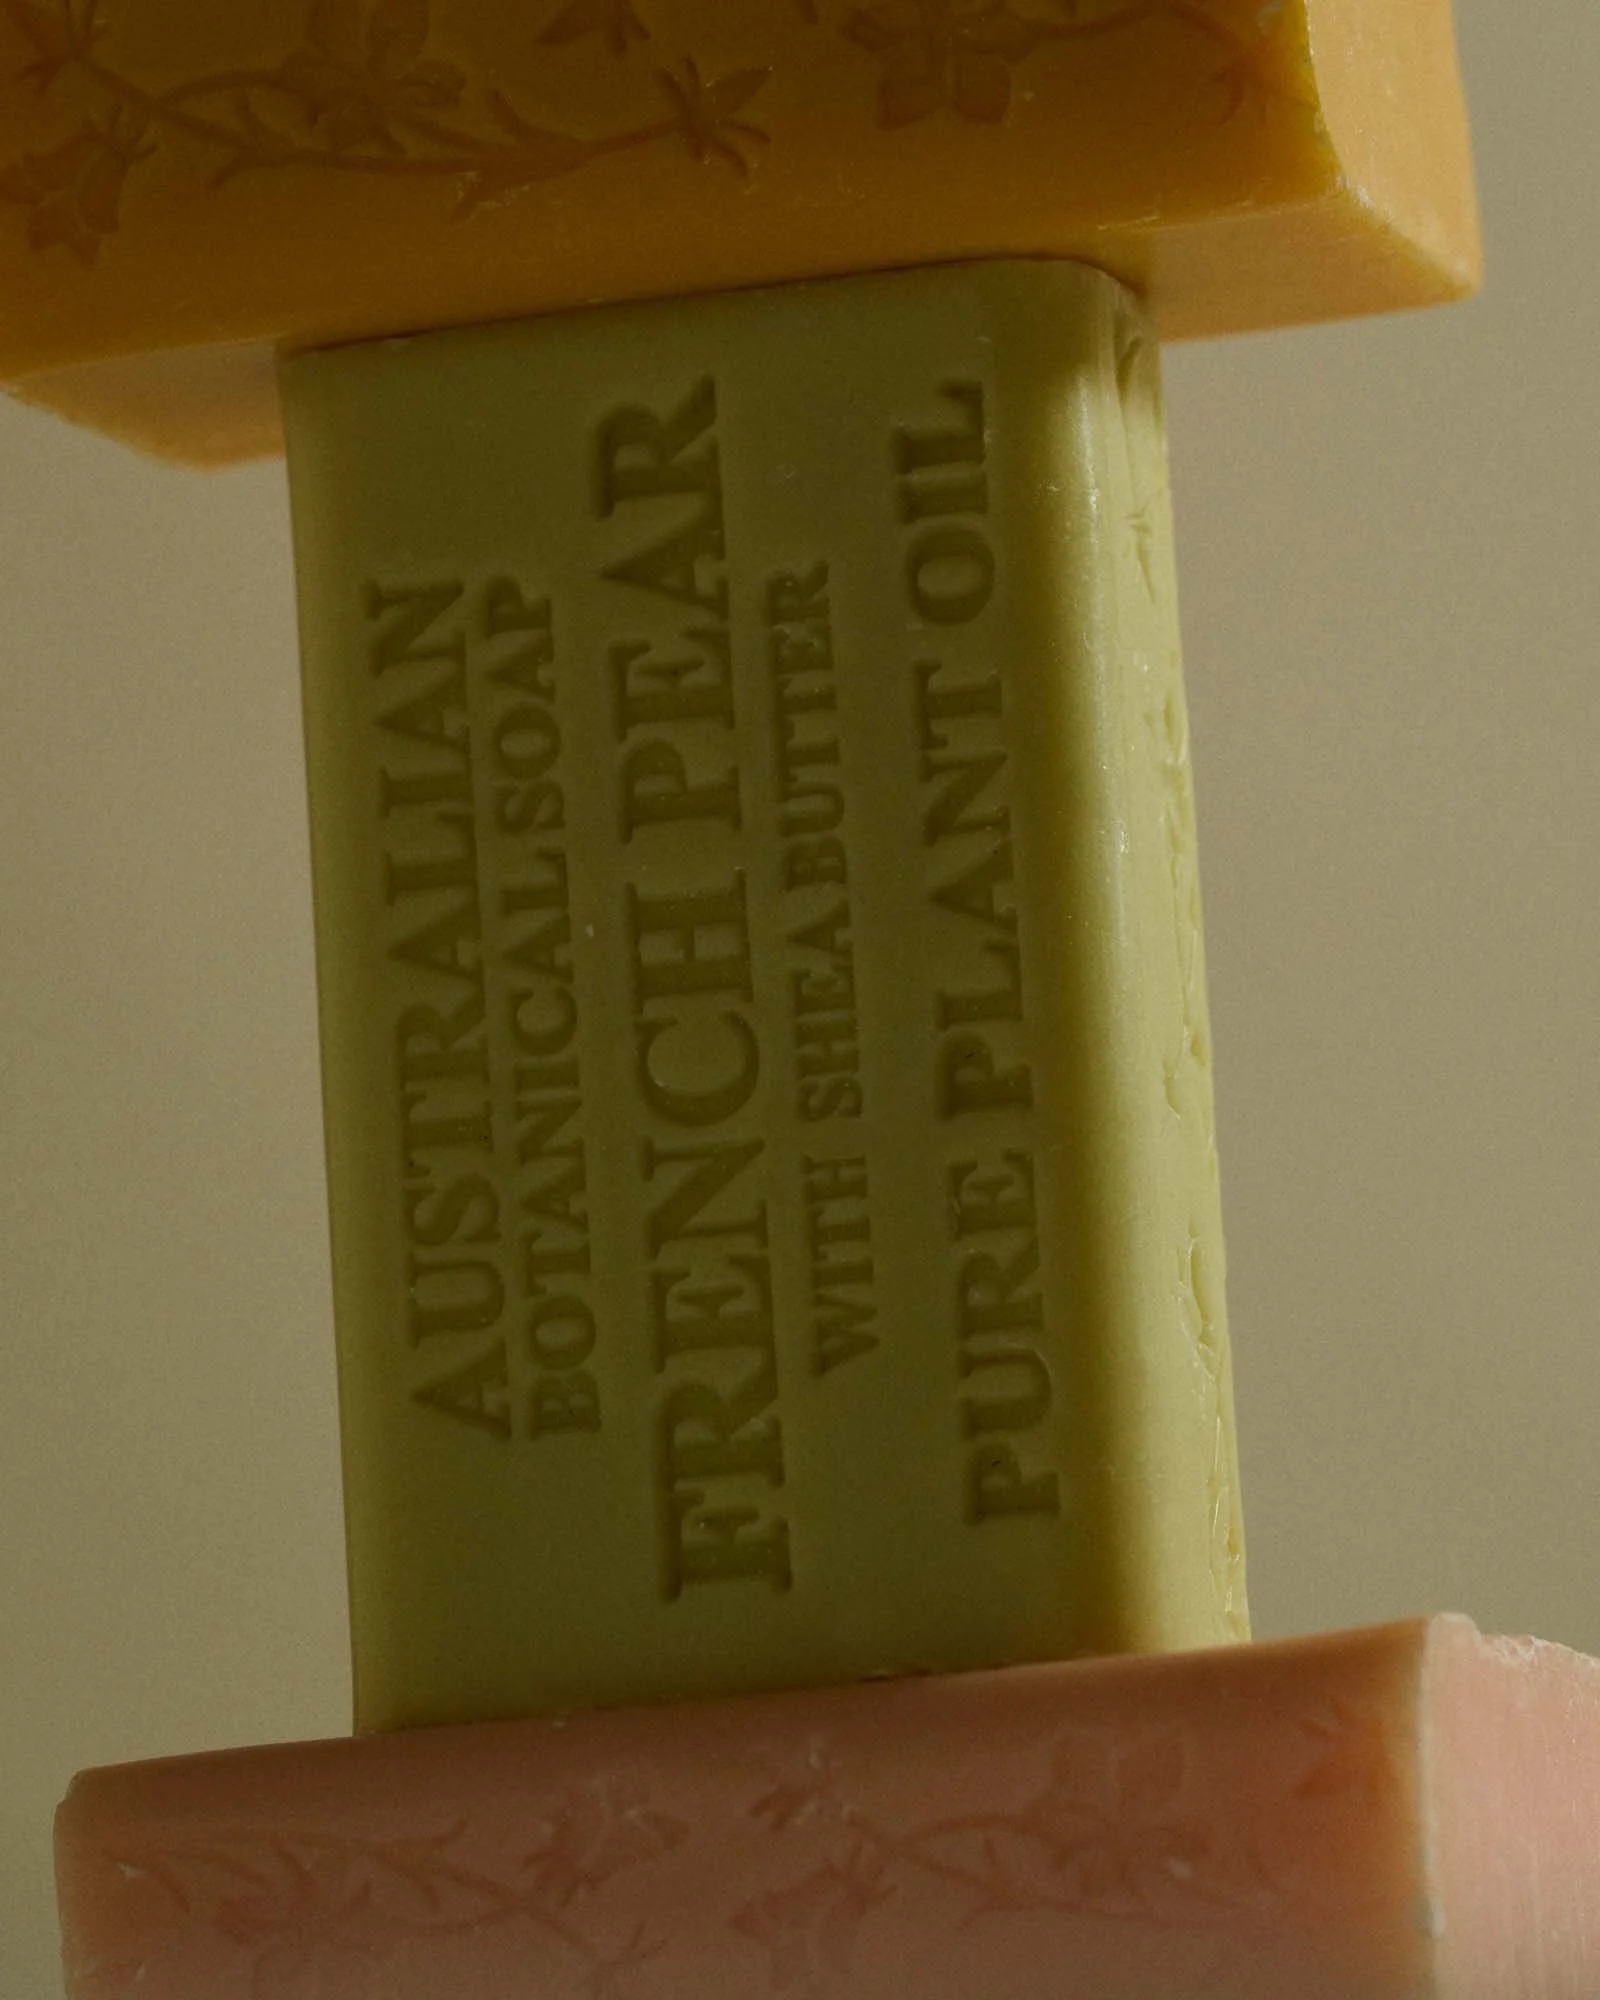 AUSTRALIAN
BOTANICAL SOAP
FRENCH PEAR
WITH SHEA BUTTER
PURE PLANT OIL